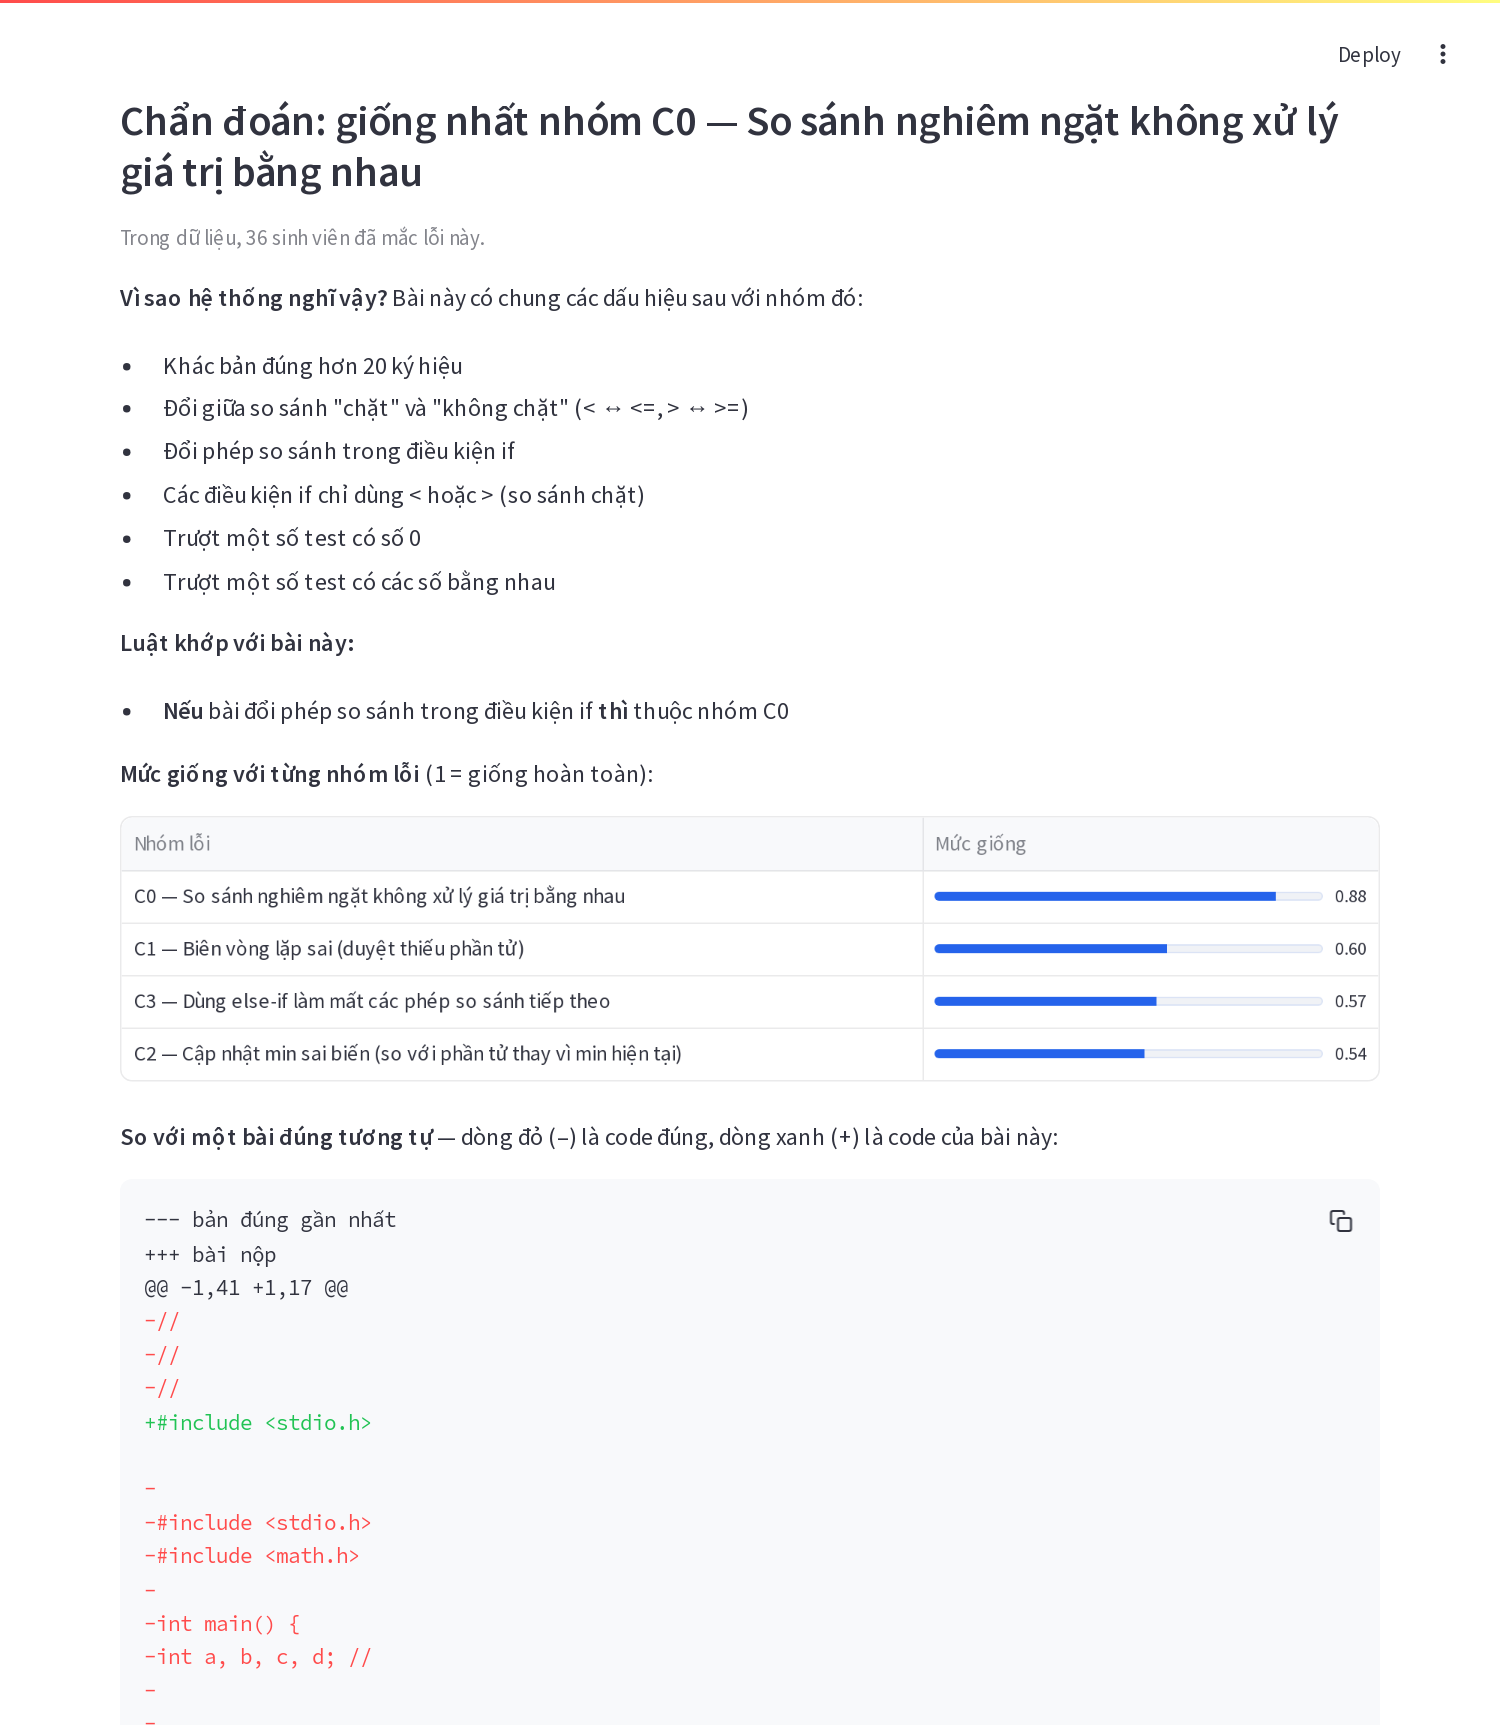 Deploy
Chẩn đoán: giống nhất nhóm C0 — So sánh nghiêm ngặt không xử lý
giá trị bằng nhau
Trong dữ liệu, 36 sinh viên đã mắc lỗi này.
Vì sao hệ thống nghĩ vậy? Bài này có chung các dấu hiệu sau với nhóm đó:
• Khác bản đúng hơn 20 ký hiệu
• Đổi giữa so sánh "chặt" và "không chặt" (< ↔ <=, > ↔ >=)
• Đổi phép so sánh trong điều kiện if
• Các điều kiện if chỉ dùng < hoặc > (so sánh chặt)
• Trượt một số test có số 0
• Trượt một số test có các số bằng nhau
Luật khớp với bài này:
• Nếu bài đổi phép so sánh trong điều kiện if thì thuộc nhóm C0
Mức giống với từng nhóm lỗi (1 = giống hoàn toàn):
Nhóm lỗi Mức giống
C0 — So sánh nghiêm ngặt không xử lý giá trị bằng nhau 0.88
C1 — Biên vòng lặp sai (duyệt thiếu phần tử) 0.60
C3 — Dùng else-if làm mất các phép so sánh tiếp theo 0.57
C2 — Cập nhật min sai biến (so với phần tử thay vì min hiện tại) 0.54
So với một bài đúng tương tự — dòng đỏ (–) là code đúng, dòng xanh (+) là code của bài này:
--- bản đúng gần nhất
+++ bài nộp
@@ -1,41 +1,17 @@
-//
-//
-//
+#include <stdio.h>
-
-#include <stdio.h>
-#include <math.h>
-
-int main() {
-int a, b, c, d; //
-
-